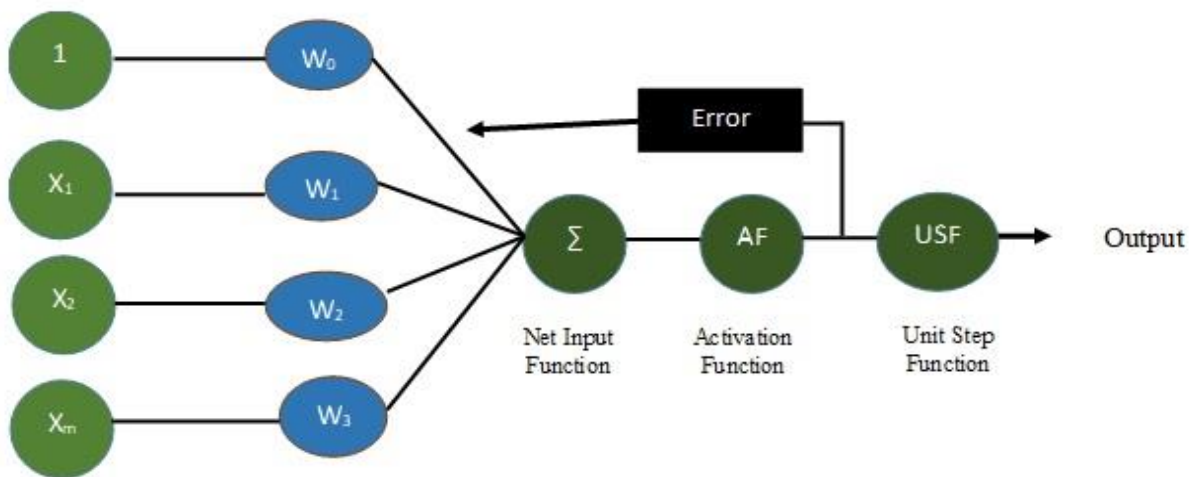 1
W₀
Error
X₁
W₁
Σ
AF
USF
Output
X₂
W₂
Net Input
Function
Activation
Function
Unit Step
Function
Xₘ
W₃